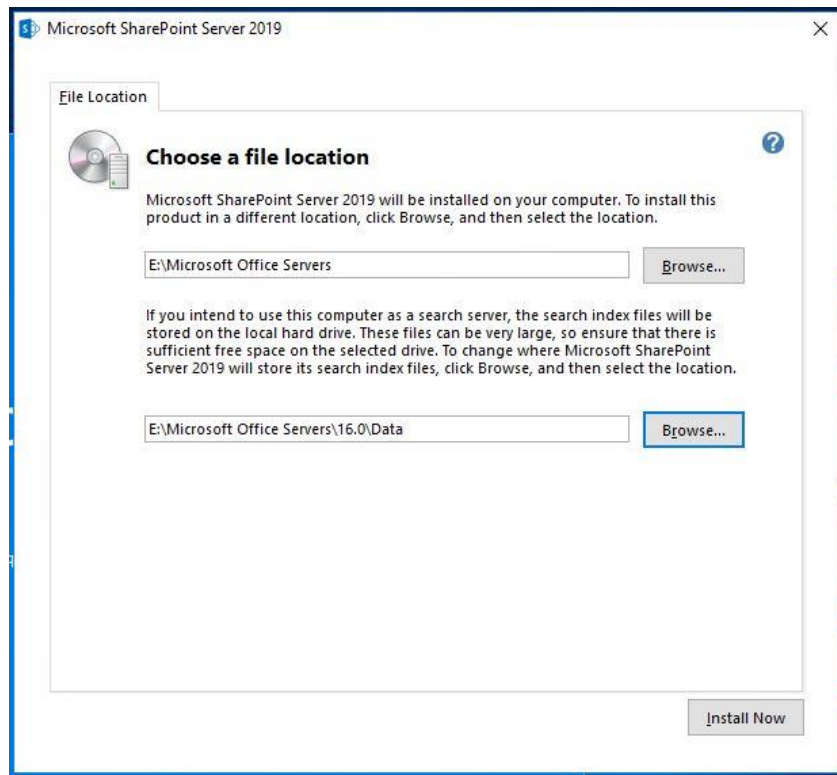 Microsoft SharePoint Server 2019
File Location
Choose a file location
Microsoft SharePoint Server 2019 will be installed on your computer. To install this
product in a different location, click Browse, and then select the location.
E:\Microsoft Office Servers
Browse...
If you intend to use this computer as a search server, the search index files will be
stored on the local hard drive. These files can be very large, so ensure that there is
sufficient free space on the selected drive. To change where Microsoft SharePoint
Server 2019 will store its search index files, click Browse, and then select the location.
E:\Microsoft Office Servers\16.0\Data
Browse...
Install Now